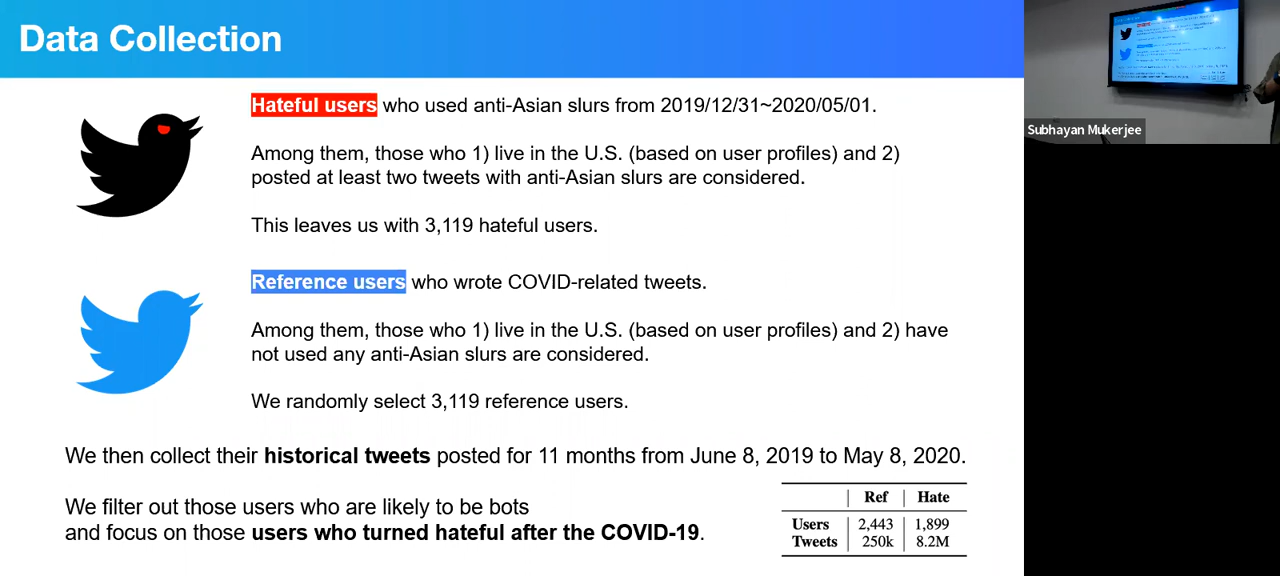 Data Collection
Hateful users who used anti-Asian slurs from 2019/12/31~2020/05/01.
Among them, those who 1) live in the U.S. (based on user profiles) and 2)
posted at least two tweets with anti-Asian slurs are considered.
This leaves us with 3,119 hateful users.
Reference users who wrote COVID-related tweets.
Among them, those who 1) live in the U.S. (based on user profiles) and 2) have
not used any anti-Asian slurs are considered.
We randomly select 3,119 reference users.
We then collect their historical tweets posted for 11 months from June 8, 2019 to May 8, 2020.
We filter out those users who are likely to be bots
and focus on those users who turned hateful after the COVID-19.
Ref Hate
Users 2,443 1,899
Tweets 250k 8.2M
Subhayan Mukerjee